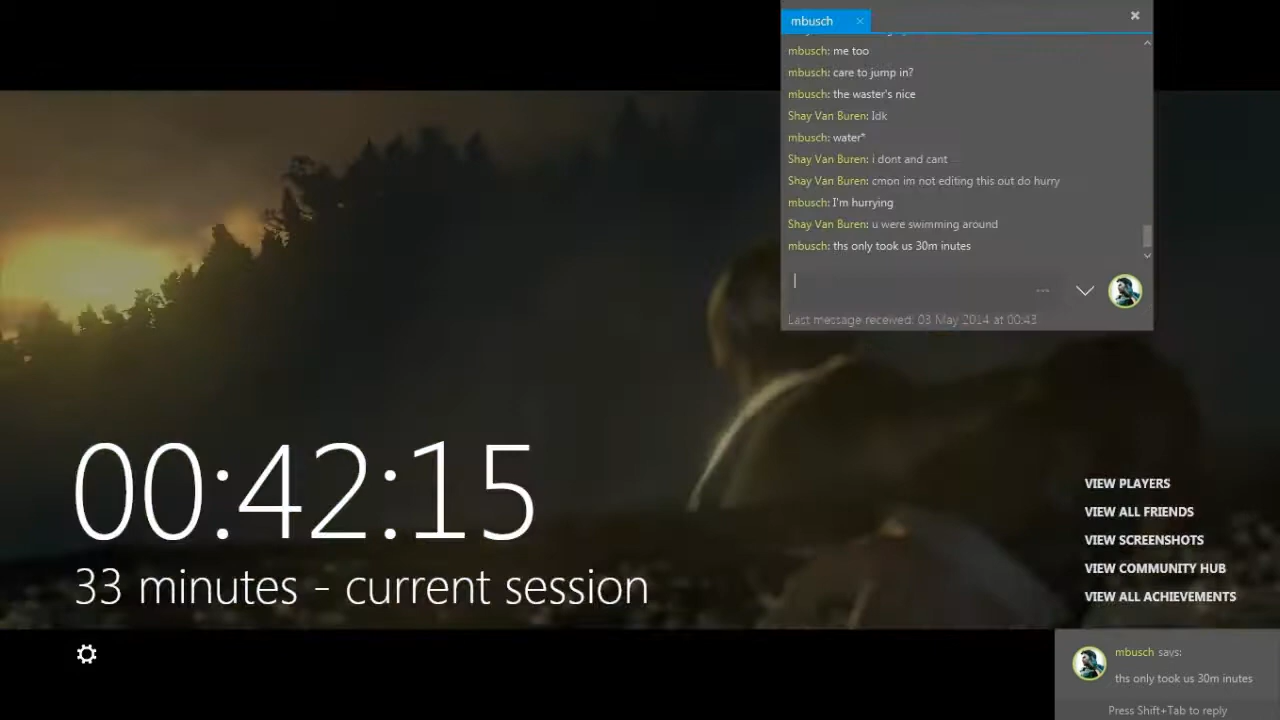 mbusch
mbusch: me too
mbusch: care to jump in?
mbusch: the waster's nice
Shay Van Buren: Idk
mbusch: water*
Shay Van Buren: i dont and cant
Shay Van Buren: cmon im not editing this out do hurry
mbusch: I'm hurrying
Shay Van Buren: u were swimming around
mbusch: ths only took us 30m inutes
Last message received: 03 May 2014 at 00:43
00:42:15
33 minutes - current session
VIEW PLAYERS
VIEW ALL FRIENDS
VIEW SCREENSHOTS
VIEW COMMUNITY HUB
VIEW ALL ACHIEVEMENTS
mbusch says:
ths only took us 30m inutes
Press Shift+Tab to reply